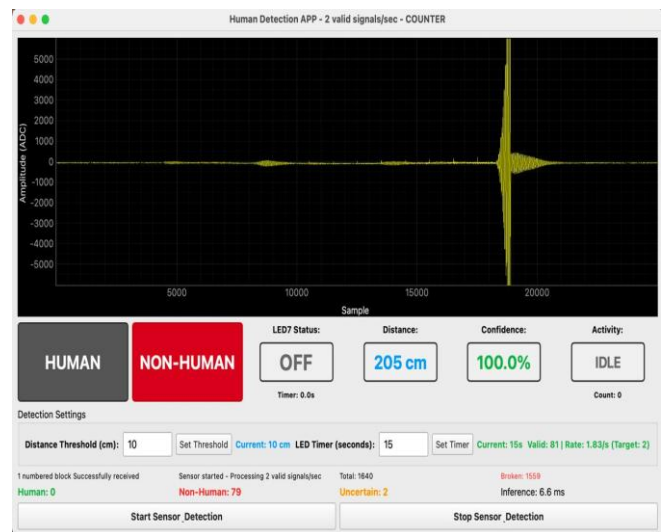 Human Detection APP - 2 valid signals/sec - COUNTER
5000
4000
3000
2000
1000
0
-1000
-2000
-3000
-4000
-5000
Amplitude (ADC)
5000 10000 15000 20000
Sample
HUMAN
NON-HUMAN
LED7 Status:
OFF
Timer: 0.0s
Distance:
205 cm
Confidence:
100.0%
Activity:
IDLE
Count: 0
Detection Settings
Distance Threshold (cm): 10 Set Threshold Current: 10 cm LED Timer (seconds): 15 Set Timer Current: 15s Valid: 81 | Rate: 1.83/s (Target: 2)
1 numbered block Successfully received Sensor started - Processing 2 valid signals/sec Total: 1640 Broken: 1559
Human: 0 Non-Human: 79 Uncertain: 2 Inference: 6.6 ms
Start Sensor_Detection Stop Sensor_Detection